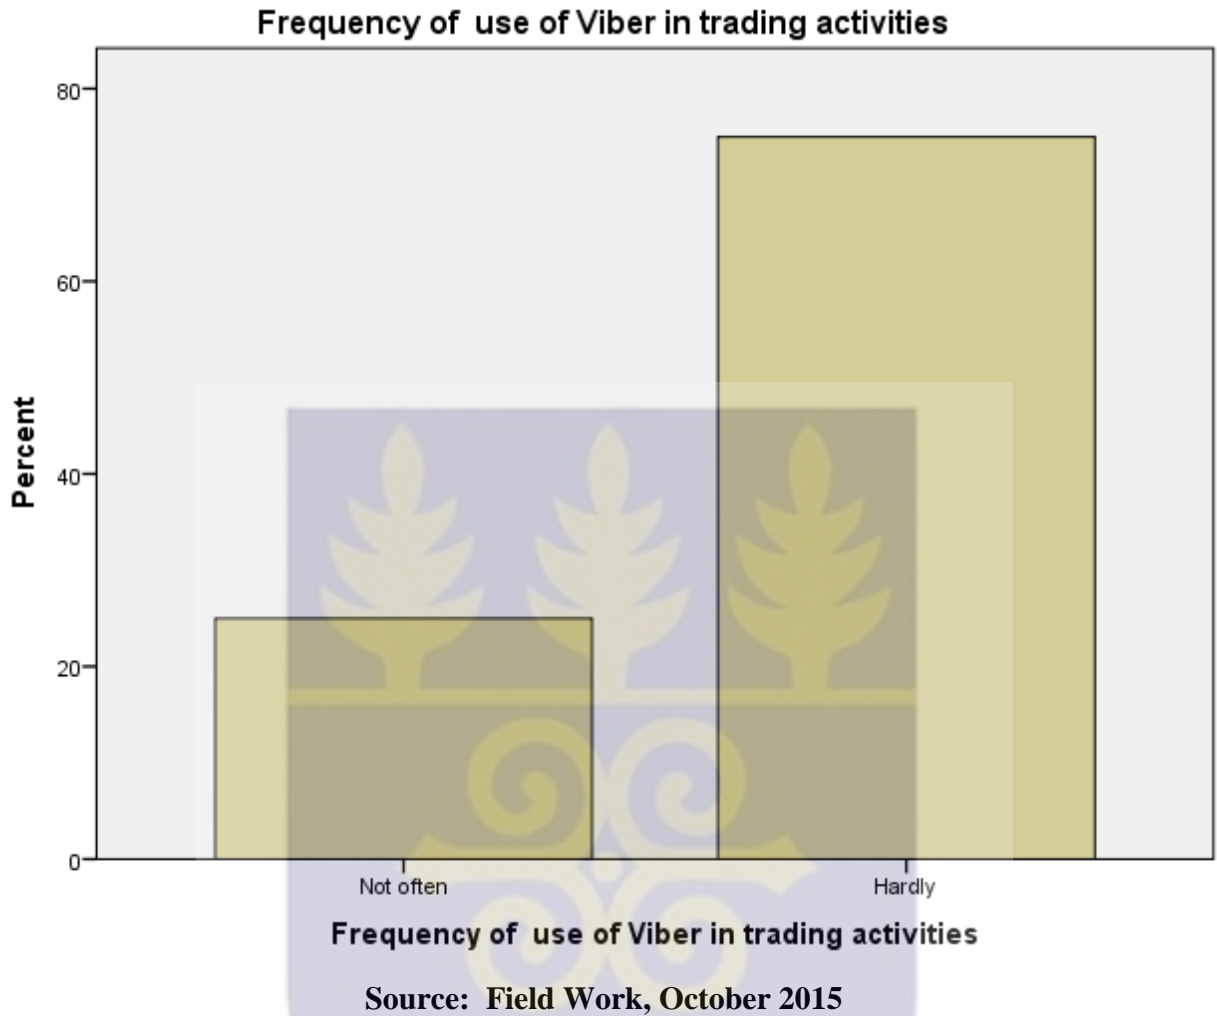 Frequency of use of Viber in trading activities
80
60
40
20
0
Percent
Not often
Hardly
Frequency of use of Viber in trading activities
Source: Field Work, October 2015